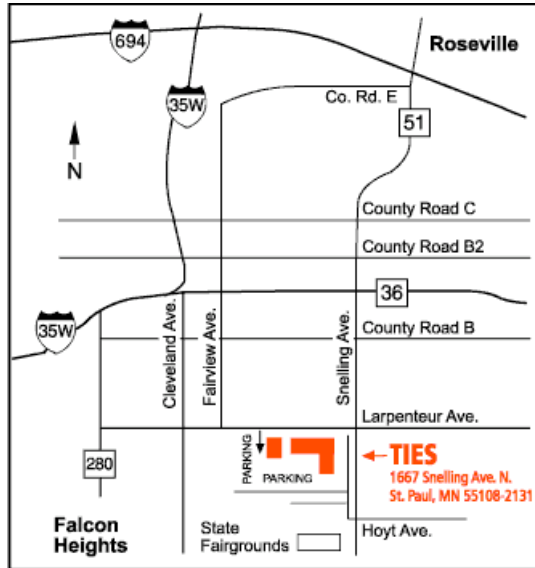 694
Roseville
35W
Co. Rd. E
51
N
County Road C
County Road B2
36
35W
Cleveland Ave.
Fairview Ave.
Snelling Ave.
County Road B
Larpenteur Ave.
PARKING
PARKING
TIES
1667 Snelling Ave. N.
St. Paul, MN 55108-2131
280
Falcon
Heights
State
Fairgrounds
Hoyt Ave.